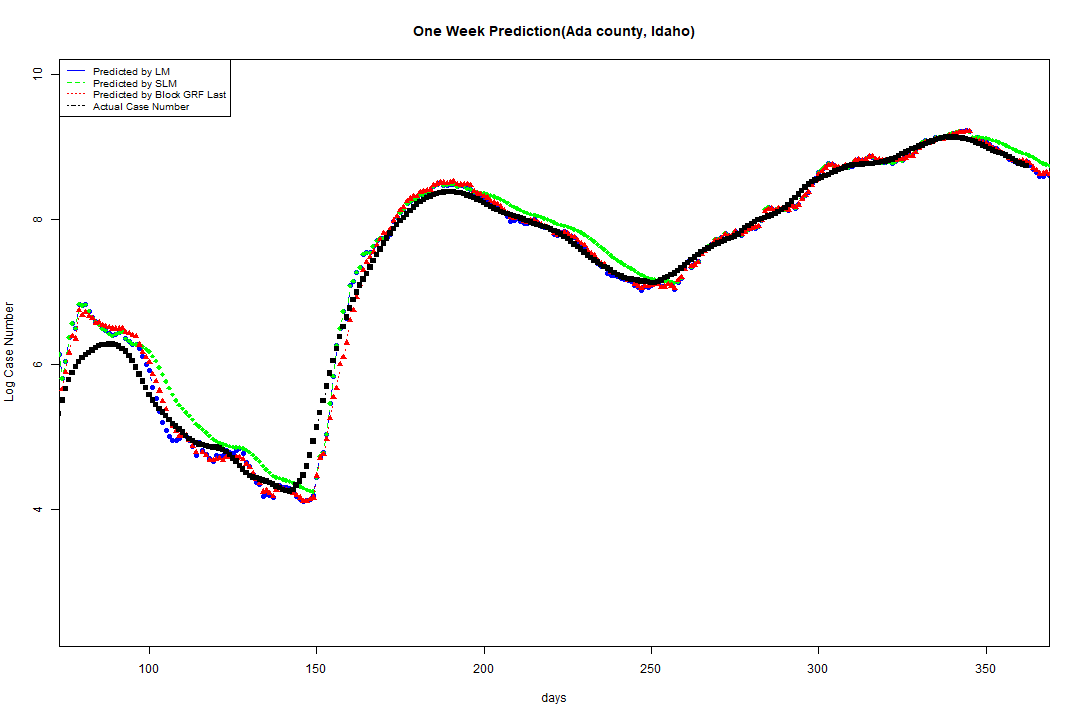 One Week Prediction(Ada county, Idaho)
Predicted by LM
Predicted by SLM
Predicted by Block GRF Last
Actual Case Number
10
8
6
4
Log Case Number
100 150 200 250 300 350
days